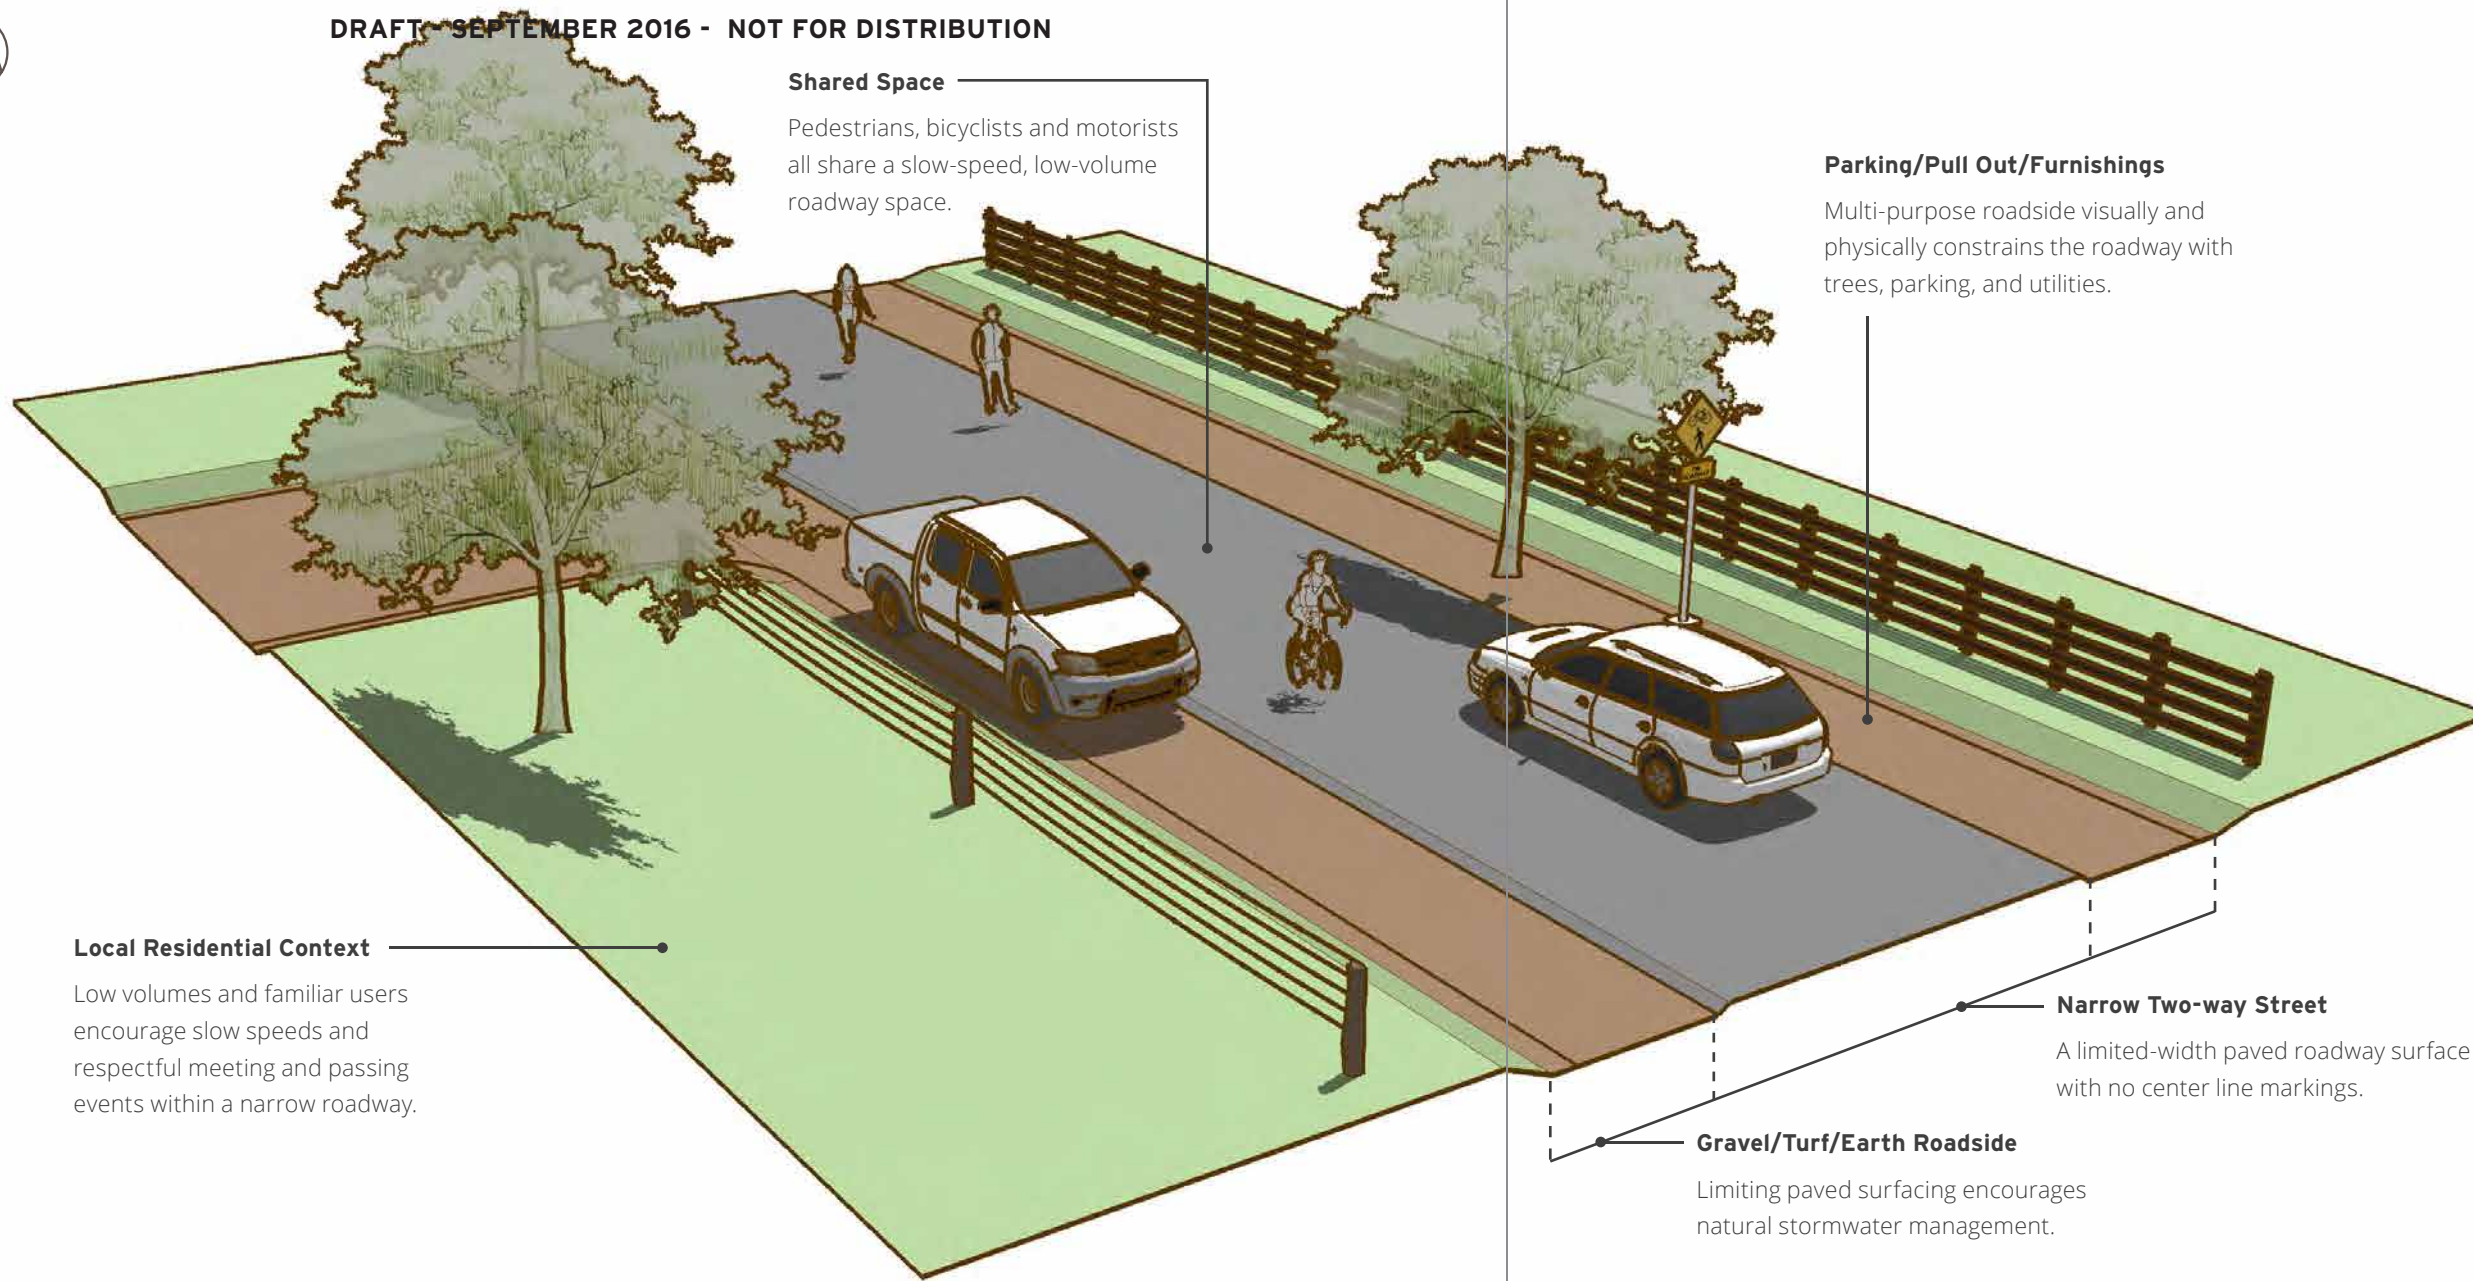 DRAFT - SEPTEMBER 2016 - NOT FOR DISTRIBUTION
Shared Space
Pedestrians, bicyclists and motorists
all share a slow-speed, low-volume
roadway space.
Parking/Pull Out/Furnishings
Multi-purpose roadside visually and
physically constrains the roadway with
trees, parking, and utilities.
Local Residential Context
Low volumes and familiar users
encourage slow speeds and
respectful meeting and passing
events within a narrow roadway.
Narrow Two-way Street
A limited-width paved roadway surface
with no center line markings.
Gravel/Turf/Earth Roadside
Limiting paved surfacing encourages
natural stormwater management.